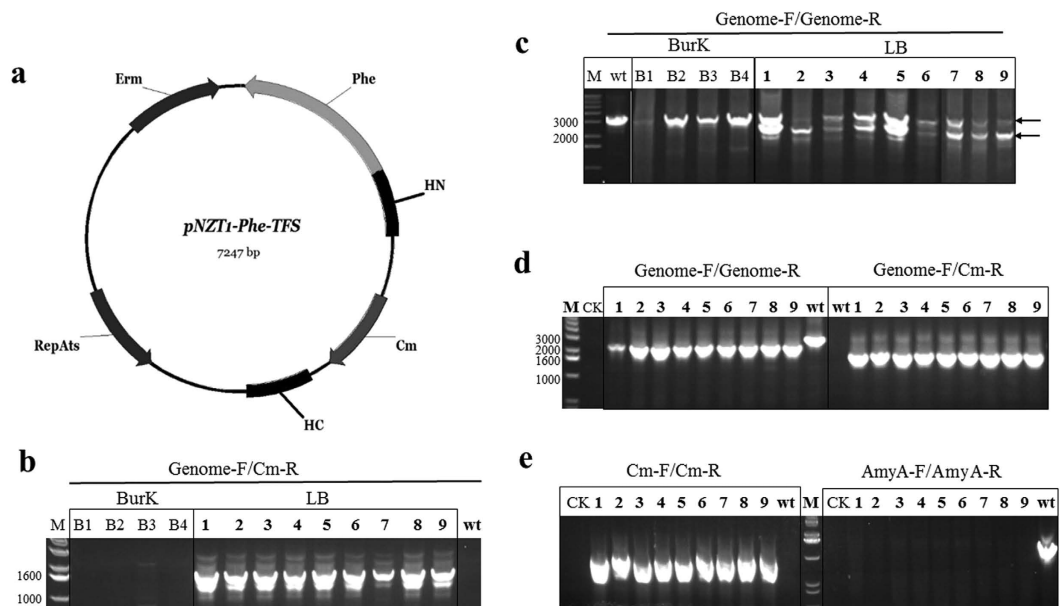 a
Erm
Phe
HN
pNZT1-Phe-TFS
7247 bp
RepAts
Cm
HC
b
Genome-F/Cm-R
BurK LB
M B1 B2 B3 B4 1 2 3 4 5 6 7 8 9 wt
1600
1000
c
Genome-F/Genome-R
BurK LB
M wt B1 B2 B3 B4 1 2 3 4 5 6 7 8 9
3000
2000
d
Genome-F/Genome-R Genome-F/Cm-R
M CK 1 2 3 4 5 6 7 8 9 wt wt 1 2 3 4 5 6 7 8 9
3000
2000
1600
1000
e
Cm-F/Cm-R AmyA-F/AmyA-R
CK 1 2 3 4 5 6 7 8 9 wt M CK 1 2 3 4 5 6 7 8 9 wt